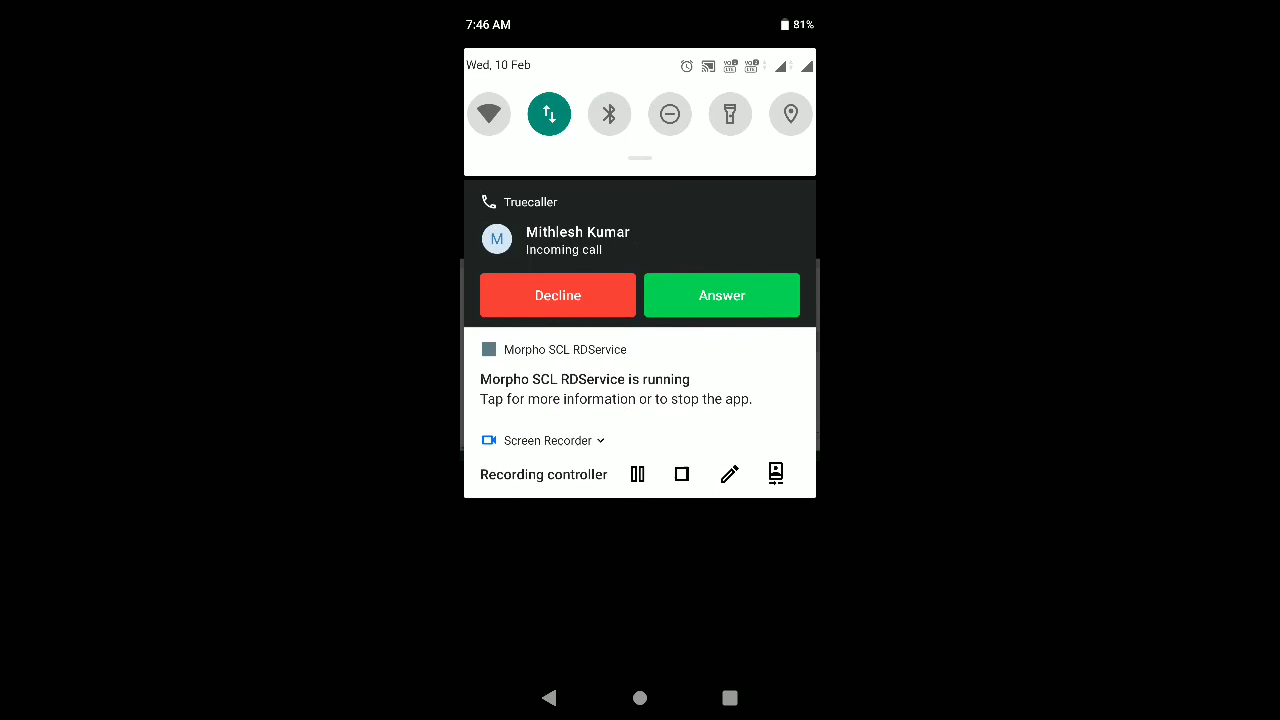 7:46 AM 81%
Wed, 10 Feb
Truecaller
M
Mithlesh Kumar
Incoming call
Decline Answer
Morpho SCL RDService
Morpho SCL RDService is running
Tap for more information or to stop the app.
Screen Recorder
Recording controller